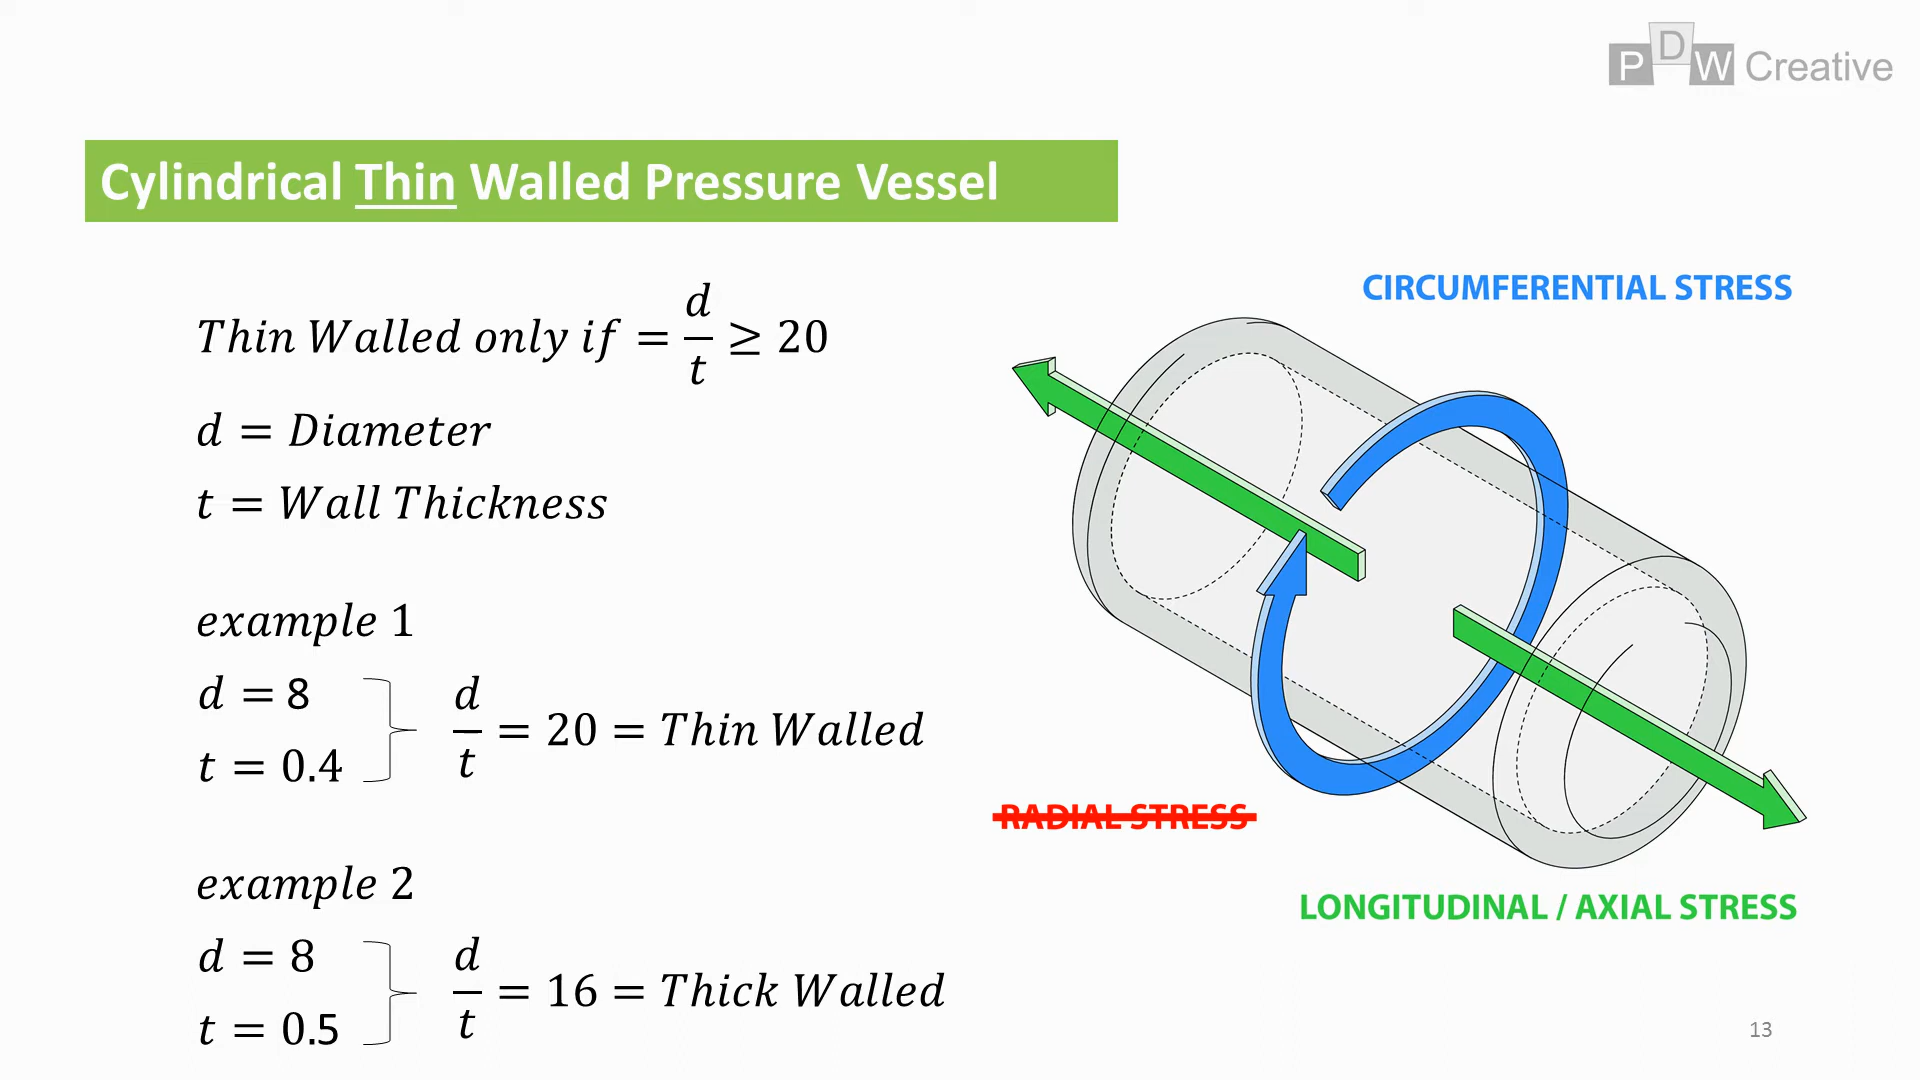 PDW Creative
Cylindrical Thin Walled Pressure Vessel
Thin Walled only if = d/t ≥ 20
d = Diameter
t = Wall Thickness
example 1
d = 8
t = 0.4
d/t = 20 = Thin Walled
example 2
d = 8
t = 0.5
d/t = 16 = Thick Walled
CIRCUMFERENTIAL STRESS
RADIAL STRESS
LONGITUDINAL / AXIAL STRESS
13